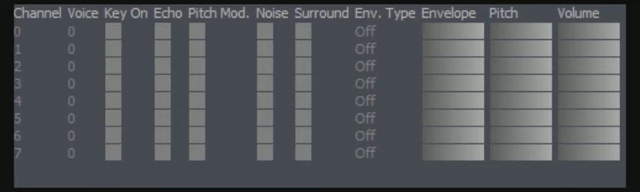 Channel Voice Key On Echo Pitch Mod. Noise Surround Env. Type Envelope Pitch Volume
0 0 Off
1 0 Off
2 0 Off
3 0 Off
4 0 Off
5 0 Off
6 0 Off
7 0 Off